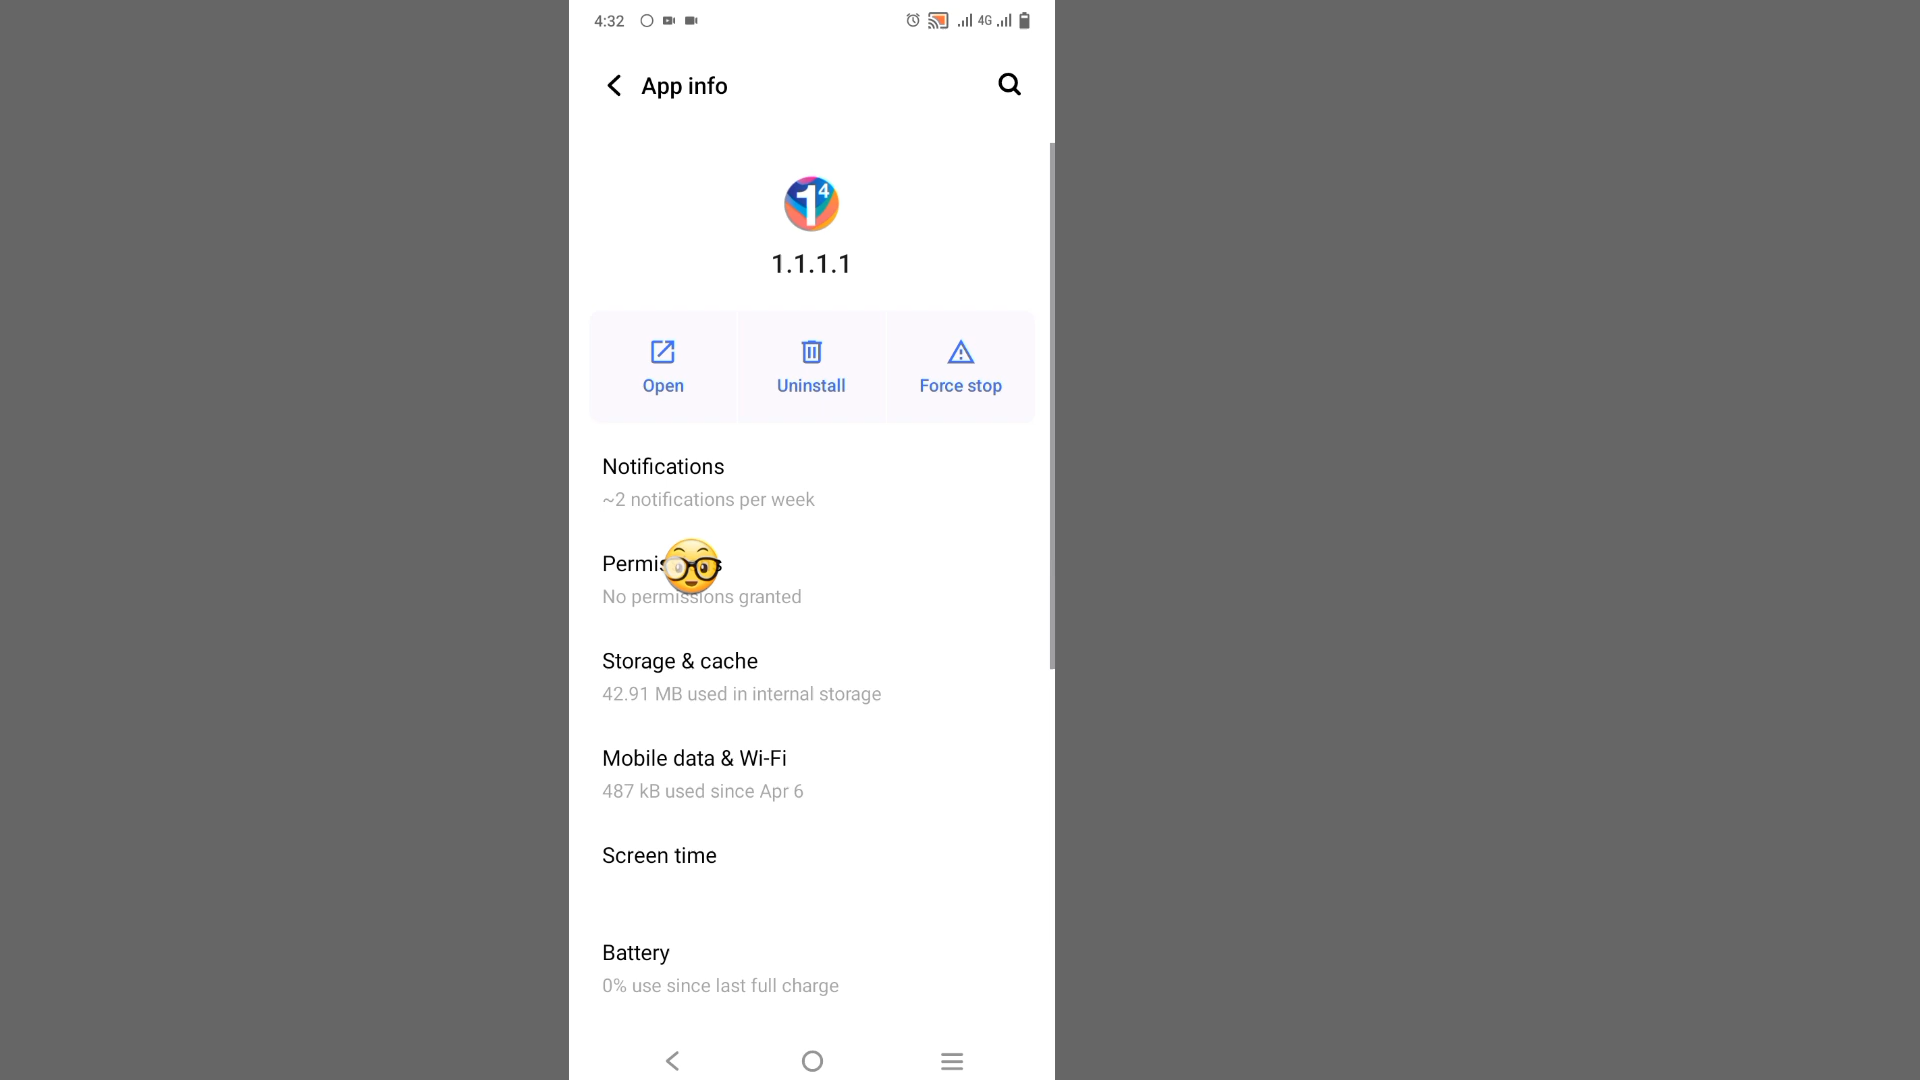 4:32
4G
App info
1⁴
1.1.1.1
Open
Uninstall
Force stop
Notifications
~2 notifications per week
No permissions granted
Storage & cache
42.91 MB used in internal storage
Mobile data & Wi-Fi
487 kB used since Apr 6
Screen time
Battery
0% use since last full charge